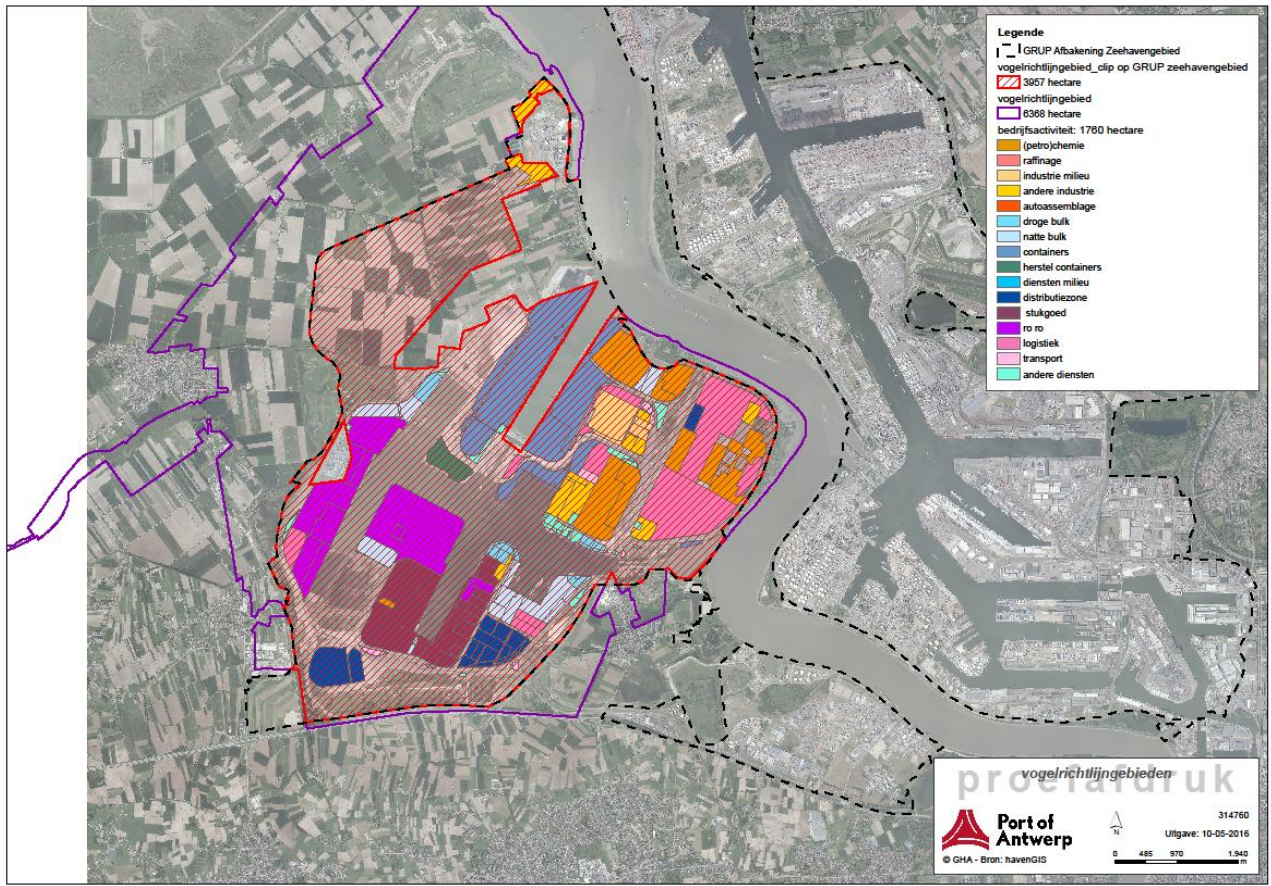 Legende
GRUP Afbakening Zeehavengebied
vogelrichtlijngebied_clip op GRUP zeehavengebied
3957 hectare
vogelrichtlijngebied
6368 hectare
bedrijfsactiviteit: 1760 hectare
(petro)chemie
raffinage
industrie milieu
andere industrie
autoassemblage
droge bulk
natte bulk
containers
herstel containers
diensten milieu
distributiezone
stukgoed
ro ro
logistiek
transport
andere diensten
vogelrichtlijngebieden
proefafdruk
Port of
Antwerp
N
314760
Uitgave: 10-05-2016
0 485 970 1.940
m
© GHA - Bron: havenGIS